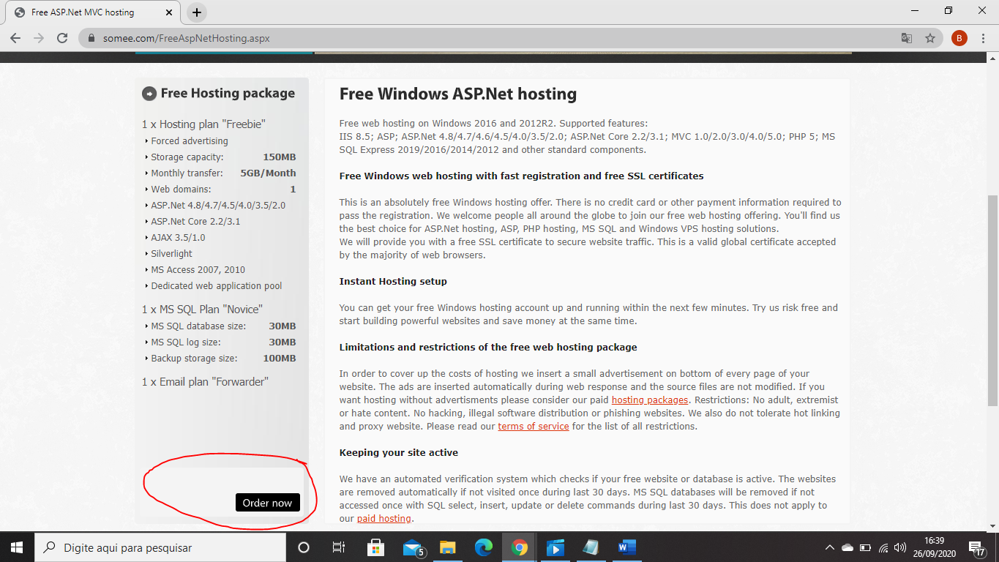 Free ASP.Net MVC hosting
somee.com/FreeAspNetHosting.aspx
B
Free Hosting package
1 x Hosting plan "Freebie"
Forced advertising
Storage capacity: 150MB
Monthly transfer: 5GB/Month
Web domains: 1
ASP.Net 4.8/4.7/4.5/4.0/3.5/2.0
ASP.Net Core 2.2/3.1
AJAX 3.5/1.0
Silverlight
MS Access 2007, 2010
Dedicated web application pool
1 x MS SQL Plan "Novice"
MS SQL database size: 30MB
MS SQL log size: 30MB
Backup storage size: 100MB
1 x Email plan "Forwarder"
Order now
Free Windows ASP.Net hosting
Free web hosting on Windows 2016 and 2012R2. Supported features:
IIS 8.5; ASP; ASP.Net 4.8/4.7/4.6/4.5/4.0/3.5/2.0; ASP.Net Core 2.2/3.1; MVC 1.0/2.0/3.0/4.0/5.0; PHP 5; MS
SQL Express 2019/2016/2014/2012 and other standard components.
Free Windows web hosting with fast registration and free SSL certificates
This is an absolutely free Windows hosting offer. There is no credit card or other payment information required to
pass the registration. We welcome people all around the globe to join our free web hosting offering. You'll find us
the best choice for ASP.Net hosting, ASP, PHP hosting, MS SQL and Windows VPS hosting solutions.
We will provide you with a free SSL certificate to secure website traffic. This is a valid global certificate accepted
by the majority of web browsers.
Instant Hosting setup
You can get your free Windows hosting account up and running within the next few minutes. Try us risk free and
start building powerful websites and save money at the same time.
Limitations and restrictions of the free web hosting package
In order to cover up the costs of hosting we insert a small advertisement on bottom of every page of your
website. The ads are inserted automatically during web response and the source files are not modified. If you
want hosting without advertisments please consider our paid hosting packages. Restrictions: No adult, extremist
or hate content. No hacking, illegal software distribution or phishing websites. We also do not tolerate hot linking
and proxy website. Please read our terms of service for the list of all restrictions.
Keeping your site active
We have an automated verification system which checks if your free website or database is active. The websites
are removed automatically if not visited once during last 30 days. MS SQL databases will be removed if not
accessed once with SQL select, insert, update or delete commands during last 30 days. This does not apply to
our paid hosting.
Digite aqui para pesquisar
5
W
16:39
26/09/2020
17